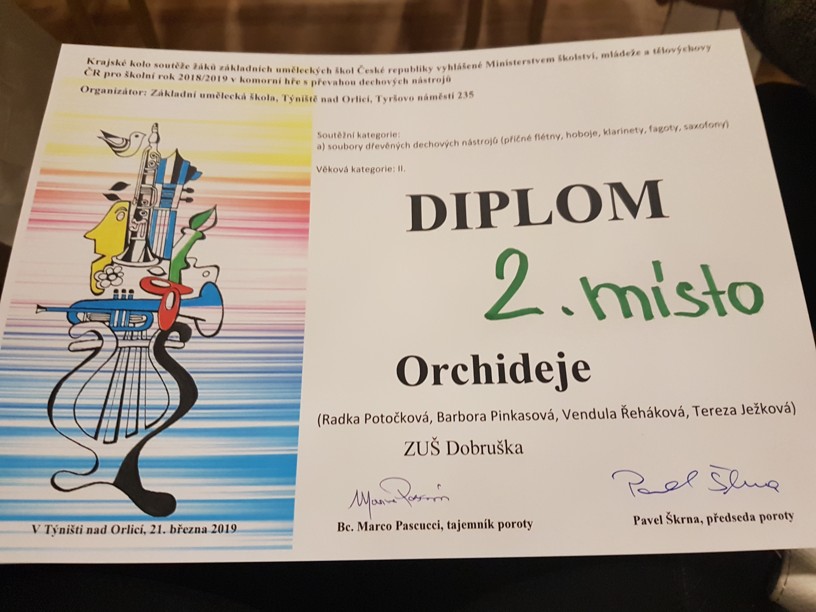 Krajské kolo soutěže žáků základních uměleckých škol České republiky vyhlášené Ministerstvem školství, mládeže a tělovýchovy
ČR pro školní rok 2018/2019 v komorní hře s převahou dechových nástrojů
Organizátor: Základní umělecká škola, Týniště nad Orlicí, Tyršovo náměstí 235
Soutěžní kategorie:
a) soubory dřevěných dechových nástrojů (příčné flétny, hoboje, klarinety, fagoty, saxofony)
Věková kategorie: II.
DIPLOM
2. místo
Orchideje
(Radka Potočková, Barbora Pinkasová, Vendula Řeháková, Tereza Ježková)
ZUŠ Dobruška
Pavel Škrna
Bc. Marco Pascucci, tajemník poroty
Pavel Škrna, předseda poroty
V Týništi nad Orlicí, 21. března 2019